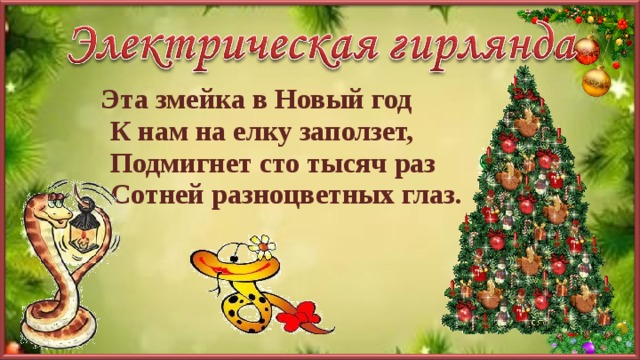 Электрическая гирлянда
Эта змейка в Новый год
К нам на елку заползет,
Подмигнет сто тысяч раз
Сотней разноцветных глаз.